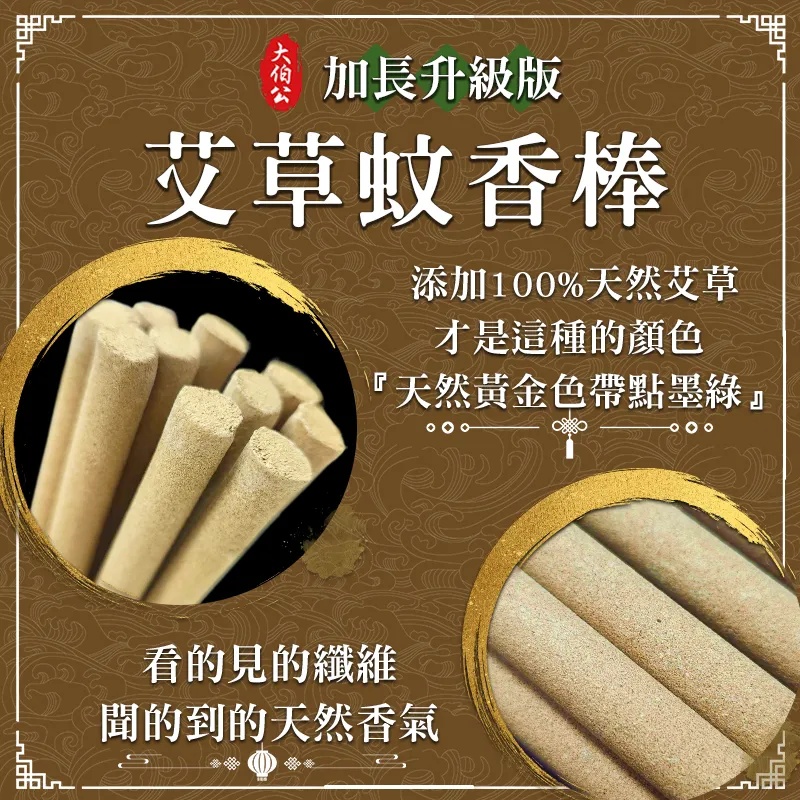 大伯公
加長升級版
艾草蚊香棒
添加100%天然艾草
才是這種的顏色
『天然黃金色帶點墨綠』
看的見的纖維
聞的到的天然香氣